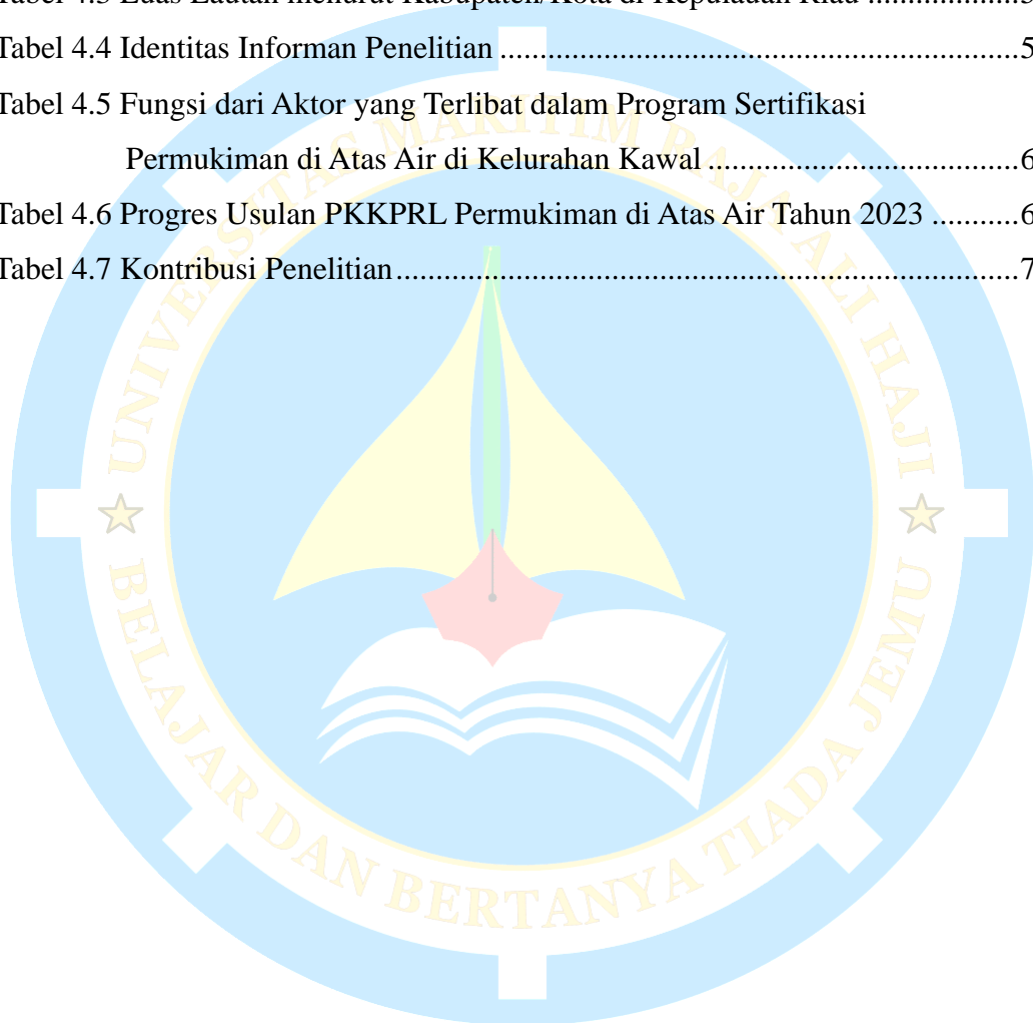 Tabel 4.3 Luas Lautan menurut Kabupaten/Kota di Kepulauan Riau ...................5
Tabel 4.4 Identitas Informan Penelitian ..................................................................5
Tabel 4.5 Fungsi dari Aktor yang Terlibat dalam Program Sertifikasi
Permukiman di Atas Air di Kelurahan Kawal .......................................6
Tabel 4.6 Progres Usulan PKKPRL Permukiman di Atas Air Tahun 2023 ..........6
Tabel 4.7 Kontribusi Penelitian...............................................................................7
UNIVERSITAS MARITIM RAJA ALI HAJI
BELAJAR DAN BERTANYA TIADA JEMU